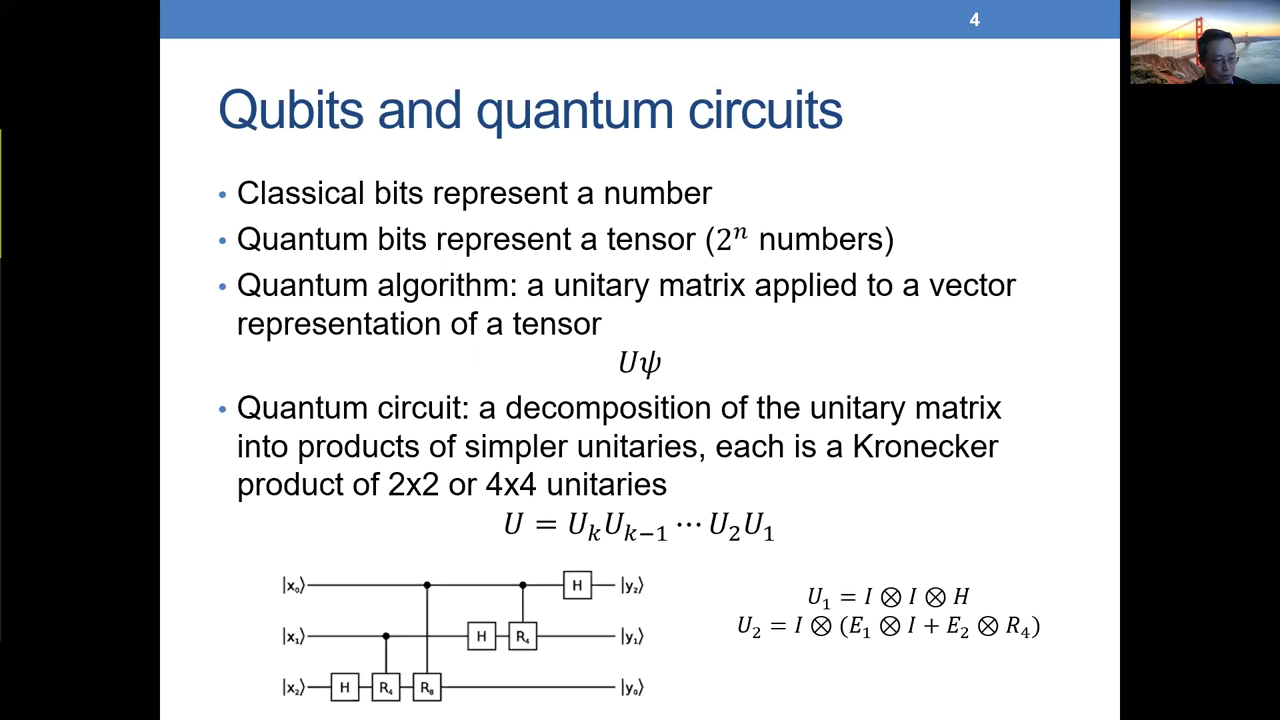 4
Qubits and quantum circuits
• Classical bits represent a number
• Quantum bits represent a tensor (2ⁿ numbers)
• Quantum algorithm: a unitary matrix applied to a vector
representation of a tensor
Uψ
• Quantum circuit: a decomposition of the unitary matrix
into products of simpler unitaries, each is a Kronecker
product of 2x2 or 4x4 unitaries
U = UₖUₖ₋₁ ⋯ U₂U₁
|x₀⟩ H |y₂⟩
|x₁⟩ H R₄ |y₁⟩
|x₂⟩ H R₄ R₈ |y₀⟩
U₁ = I ⊗ I ⊗ H
U₂ = I ⊗ (E₁ ⊗ I + E₂ ⊗ R₄)